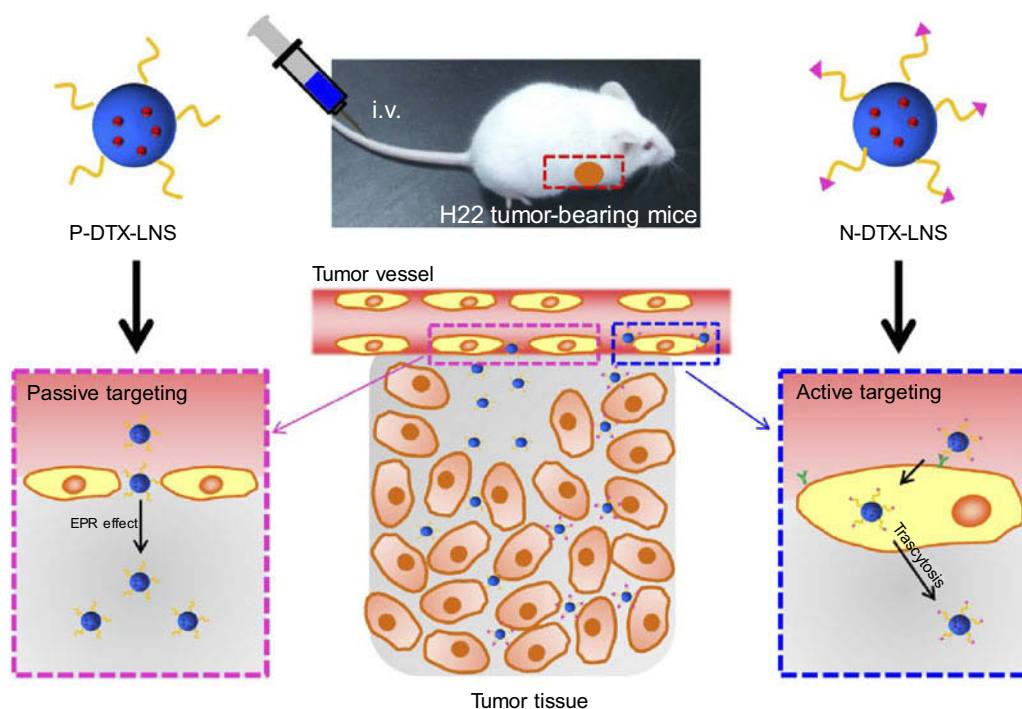 i.v.
H22 tumor-bearing mice
P-DTX-LNS
N-DTX-LNS
Tumor vessel
Passive targeting
EPR effect
Active targeting
Trascytosis
Tumor tissue